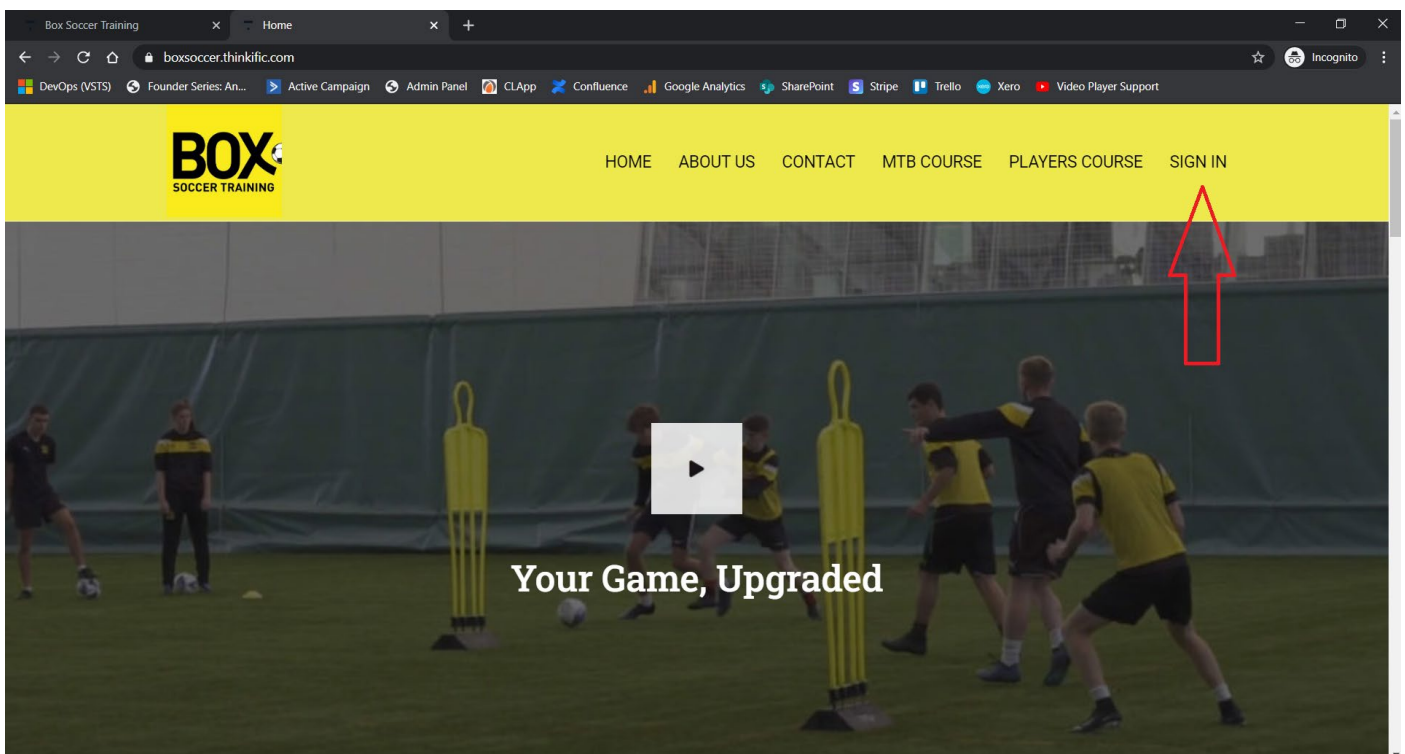 Box Soccer Training
Home
boxsoccer.thinkific.com
Incognito
DevOps (VSTS) Founder Series: An... Active Campaign Admin Panel CLApp Confluence Google Analytics SharePoint Stripe Trello Xero Video Player Support
BOX
SOCCER TRAINING
HOME ABOUT US CONTACT MTB COURSE PLAYERS COURSE SIGN IN
Your Game, Upgraded